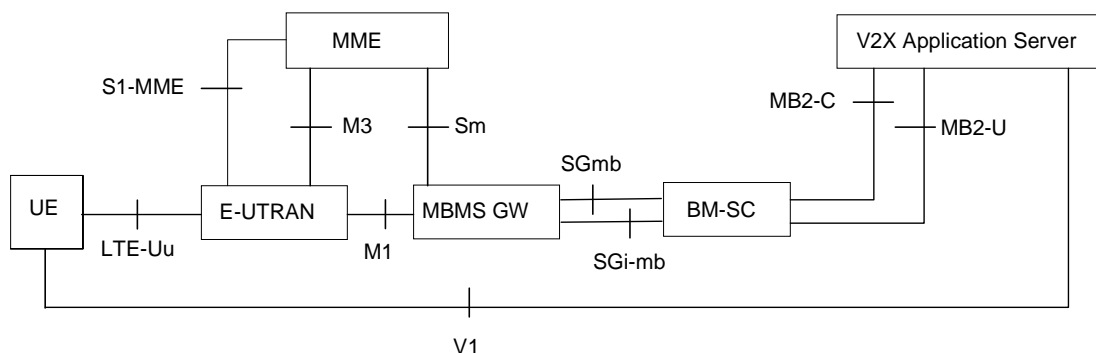 MME
V2X Application Server
S1-MME
MB2-C
M3
Sm
MB2-U
SGmb
UE
E-UTRAN
MBMS GW
BM-SC
LTE-Uu
M1
SGi-mb
V1